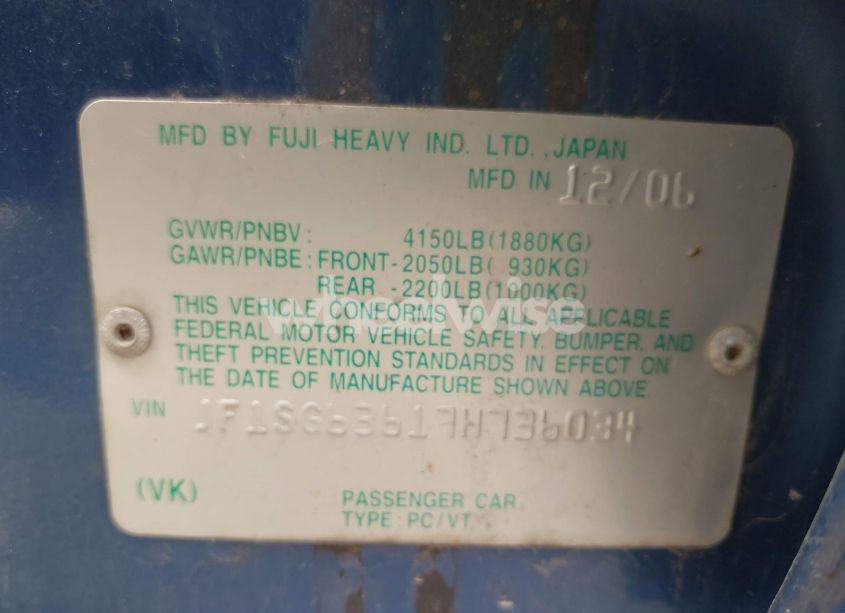 MFD BY FUJI HEAVY IND. LTD. JAPAN
MFD IN 12/06
GVWR/PNBV: 4150LB(1880KG)
GAWR/PNBE: FRONT-2050LB( 930KG)
REAR -2200LB(1000KG)
THIS VEHICLE CONFORMS TO ALL APPLICABLE
FEDERAL MOTOR VEHICLE SAFETY, BUMPER, AND
THEFT PREVENTION STANDARDS IN EFFECT ON
THE DATE OF MANUFACTURE SHOWN ABOVE.
VIN JF1SG63617H736034
(VK)
PASSENGER CAR
TYPE: PC/VT
wheelwise